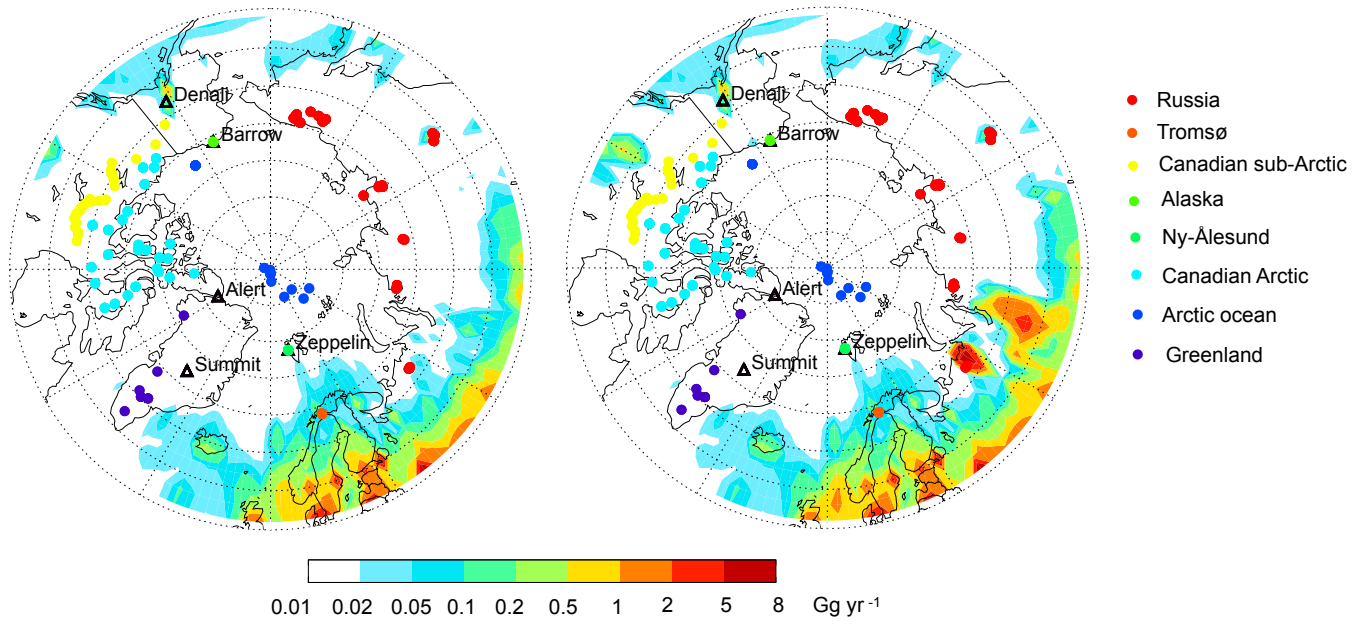 Denali
Barrow
Alert
Zeppelin
Summit
Denali
Barrow
Alert
Zeppelin
Summit
Russia
Tromsø
Canadian sub-Arctic
Alaska
Ny-Ålesund
Canadian Arctic
Arctic ocean
Greenland
0.01 0.02 0.05 0.1 0.2 0.5 1 2 5 8 Gg yr -1